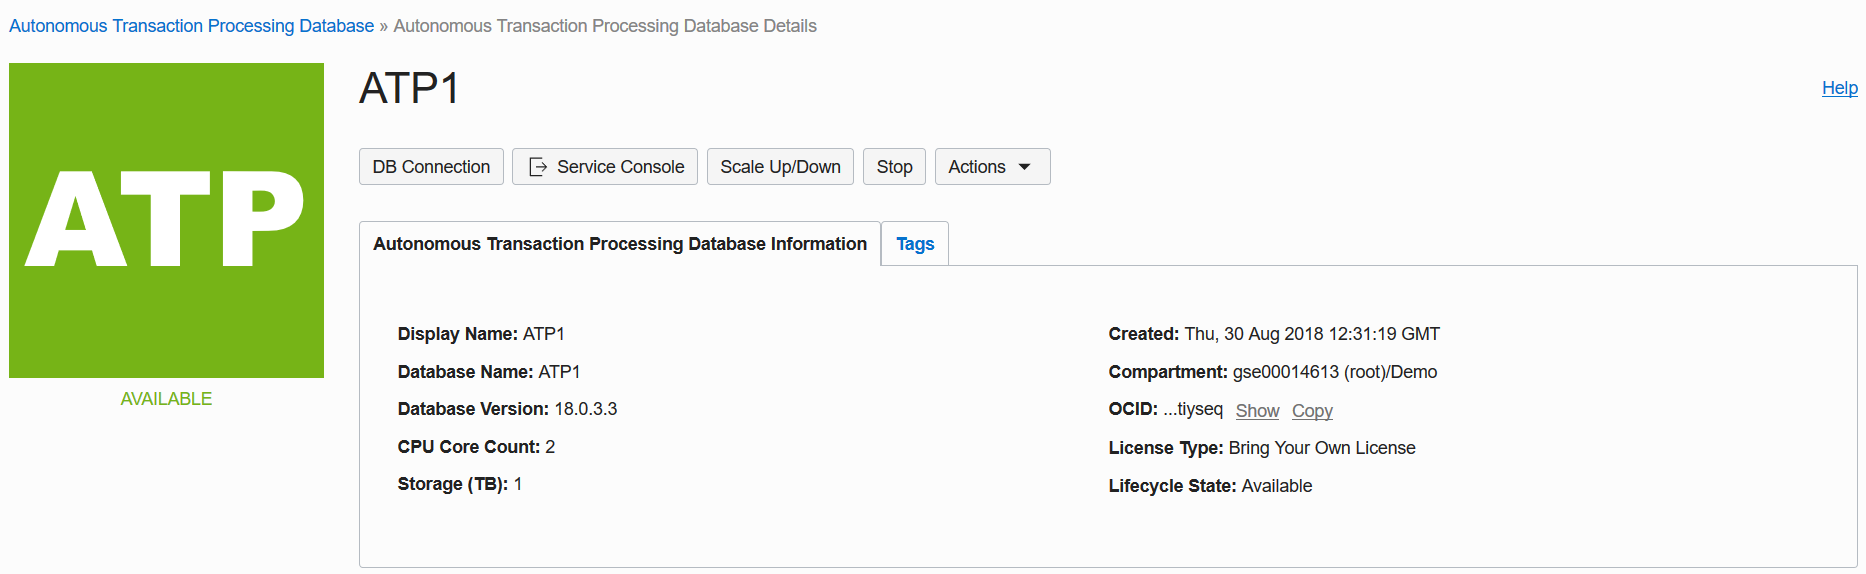 Autonomous Transaction Processing Database » Autonomous Transaction Processing Database Details
ATP
AVAILABLE
ATP1
Help
DB Connection
Service Console
Scale Up/Down
Stop
Actions
Autonomous Transaction Processing Database Information
Tags
Display Name: ATP1
Database Name: ATP1
Database Version: 18.0.3.3
CPU Core Count: 2
Storage (TB): 1
Created: Thu, 30 Aug 2018 12:31:19 GMT
Compartment: gse00014613 (root)/Demo
OCID: ...tiyseq Show Copy
License Type: Bring Your Own License
Lifecycle State: Available